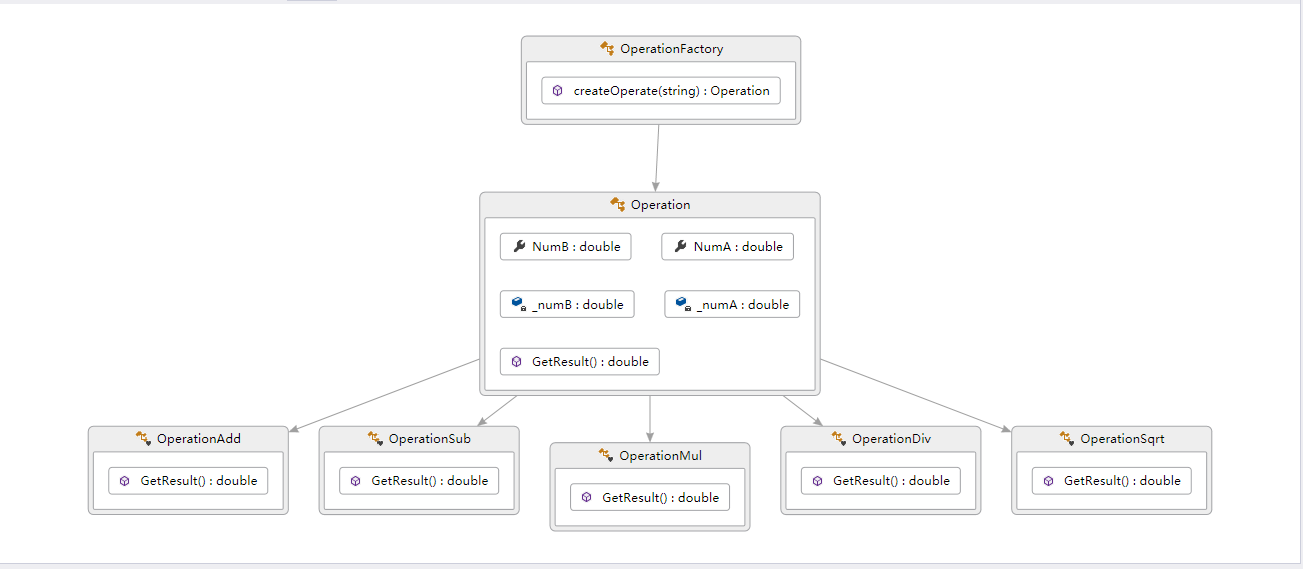 OperationFactory
createOperate(string) : Operation
Operation
NumB : double
NumA : double
_numB : double
_numA : double
GetResult() : double
OperationAdd
GetResult() : double
OperationSub
GetResult() : double
OperationMul
GetResult() : double
OperationDiv
GetResult() : double
OperationSqrt
GetResult() : double